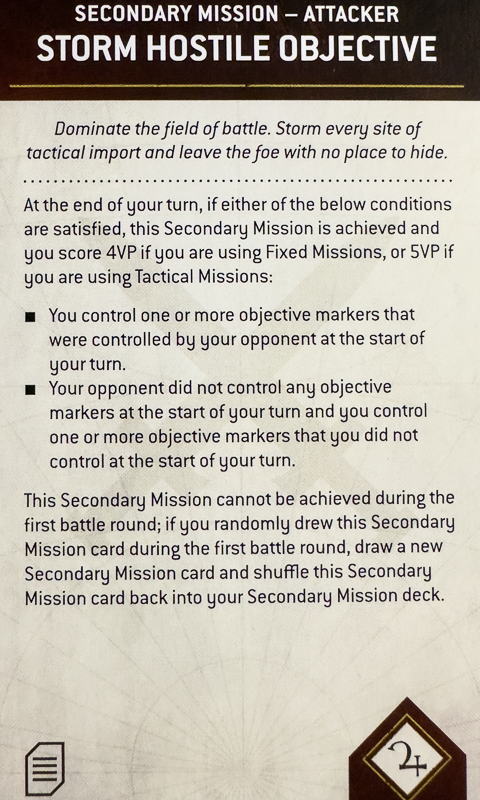 SECONDARY MISSION – ATTACKER
STORM HOSTILE OBJECTIVE
Dominate the field of battle. Storm every site of
tactical import and leave the foe with no place to hide.
At the end of your turn, if either of the below conditions
are satisfied, this Secondary Mission is achieved and
you score 4VP if you are using Fixed Missions, or 5VP if
you are using Tactical Missions:
■ You control one or more objective markers that
were controlled by your opponent at the start of
your turn.
■ Your opponent did not control any objective
markers at the start of your turn and you control
one or more objective markers that you did not
control at the start of your turn.
This Secondary Mission cannot be achieved during the
first battle round; if you randomly drew this Secondary
Mission card during the first battle round, draw a new
Secondary Mission card and shuffle this Secondary
Mission card back into your Secondary Mission deck.